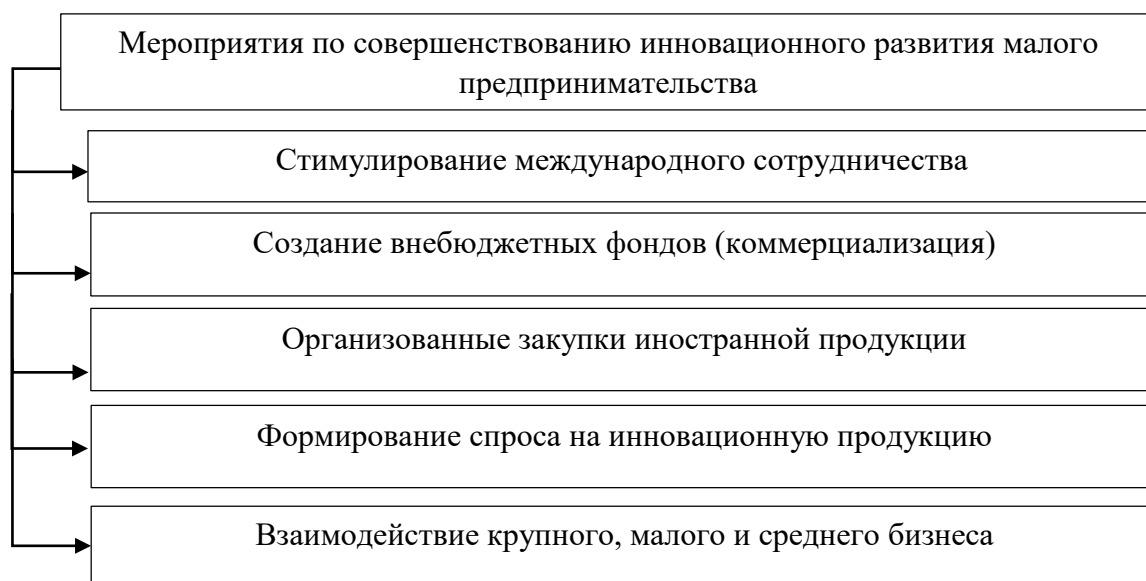 Мероприятия по совершенствованию инновационного развития малого
предпринимательства
Стимулирование международного сотрудничества
Создание внебюджетных фондов (коммерциализация)
Организованные закупки иностранной продукции
Формирование спроса на инновационную продукцию
Взаимодействие крупного, малого и среднего бизнеса